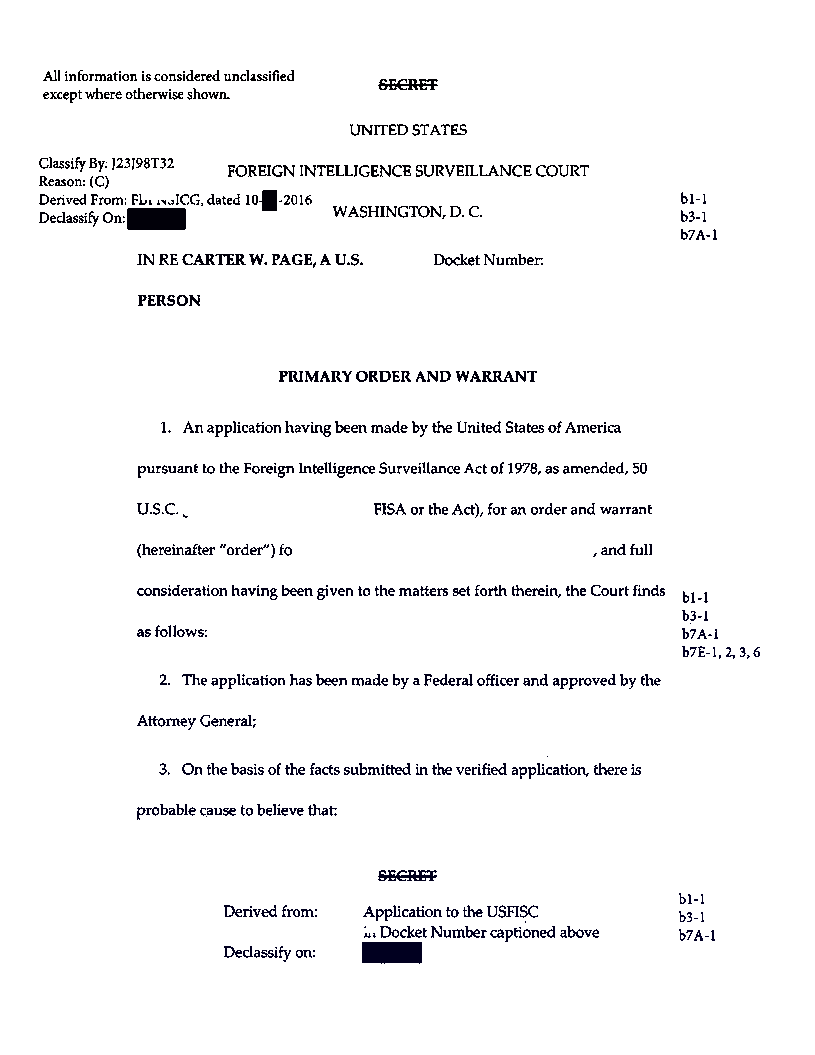 All information is considered unclassified
except where otherwise shown.
SECRET
UNITED STATES
Classify By: J23J98T32
Reason: (C)
Derived From: ICG, dated 10- -2016
Declassify On:
FOREIGN INTELLIGENCE SURVEILLANCE COURT
WASHINGTON, D. C.
b1-1
b3-1
b7A-1
IN RE CARTER W. PAGE, A U.S. Docket Number:
PERSON
PRIMARY ORDER AND WARRANT
1. An application having been made by the United States of America
pursuant to the Foreign Intelligence Surveillance Act of 1978, as amended, 50
U.S.C. FISA or the Act), for an order and warrant
(hereinafter "order") fo , and full
consideration having been given to the matters set forth therein, the Court finds
as follows:
b1-1
b3-1
b7A-1
b7E-1, 2, 3, 6
2. The application has been made by a Federal officer and approved by the
Attorney General;
3. On the basis of the facts submitted in the verified application, there is
probable cause to believe that:
SECRET
Derived from: Application to the USFISC
Docket Number captioned above
Declassify on:
b1-1
b3-1
b7A-1